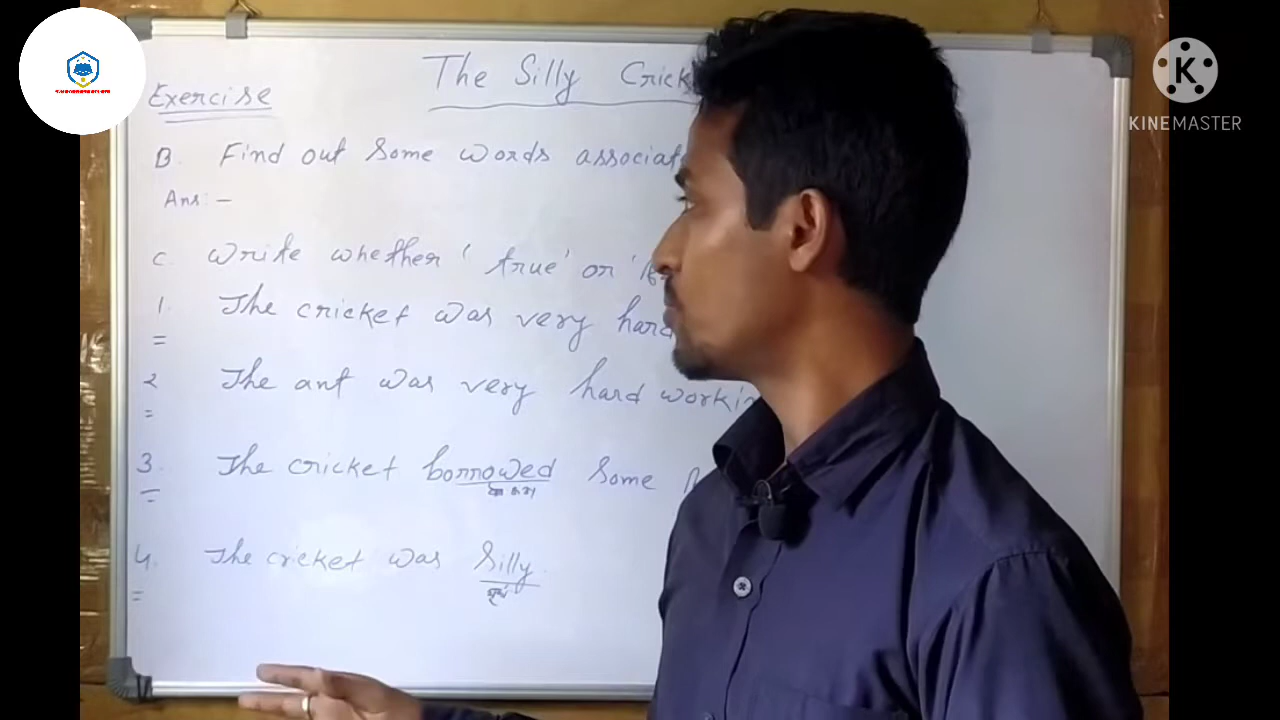 The Silly Crick
KINEMASTER
Exercise
B. Find out some words associat
Ans:-
C. Write whether 'true' or '
1. The cricket was very hard
=
2 The ant was very hard workin
=
3. The cricket borrowed some
=
4. The cricket was Silly.
मूर्ख
=